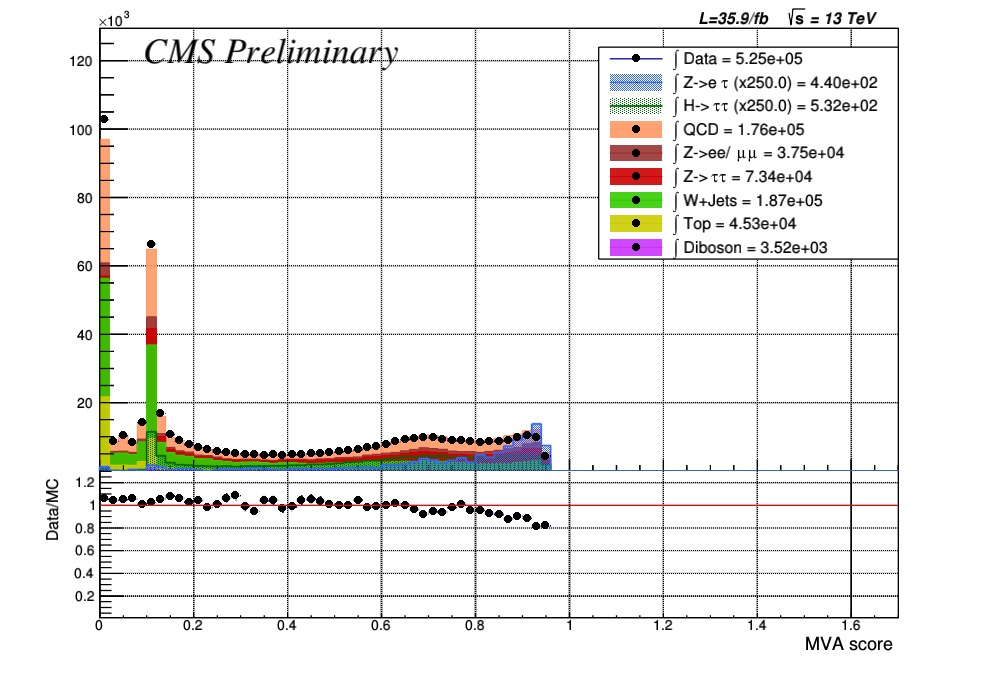 ×10³
L=35.9/fb √s = 13 TeV
CMS Preliminary
∫ Data = 5.25e+05
∫ Z->e τ (x250.0) = 4.40e+02
∫ H-> ττ (x250.0) = 5.32e+02
∫ QCD = 1.76e+05
∫ Z->ee/ μμ = 3.75e+04
∫ Z-> ττ = 7.34e+04
∫ W+Jets = 1.87e+05
∫ Top = 4.53e+04
∫ Diboson = 3.52e+03
120
100
80
60
40
20
Data/MC
1.2
1
0.8
0.6
0.4
0.2
0 0.2 0.4 0.6 0.8 1 1.2 1.4 1.6
MVA score